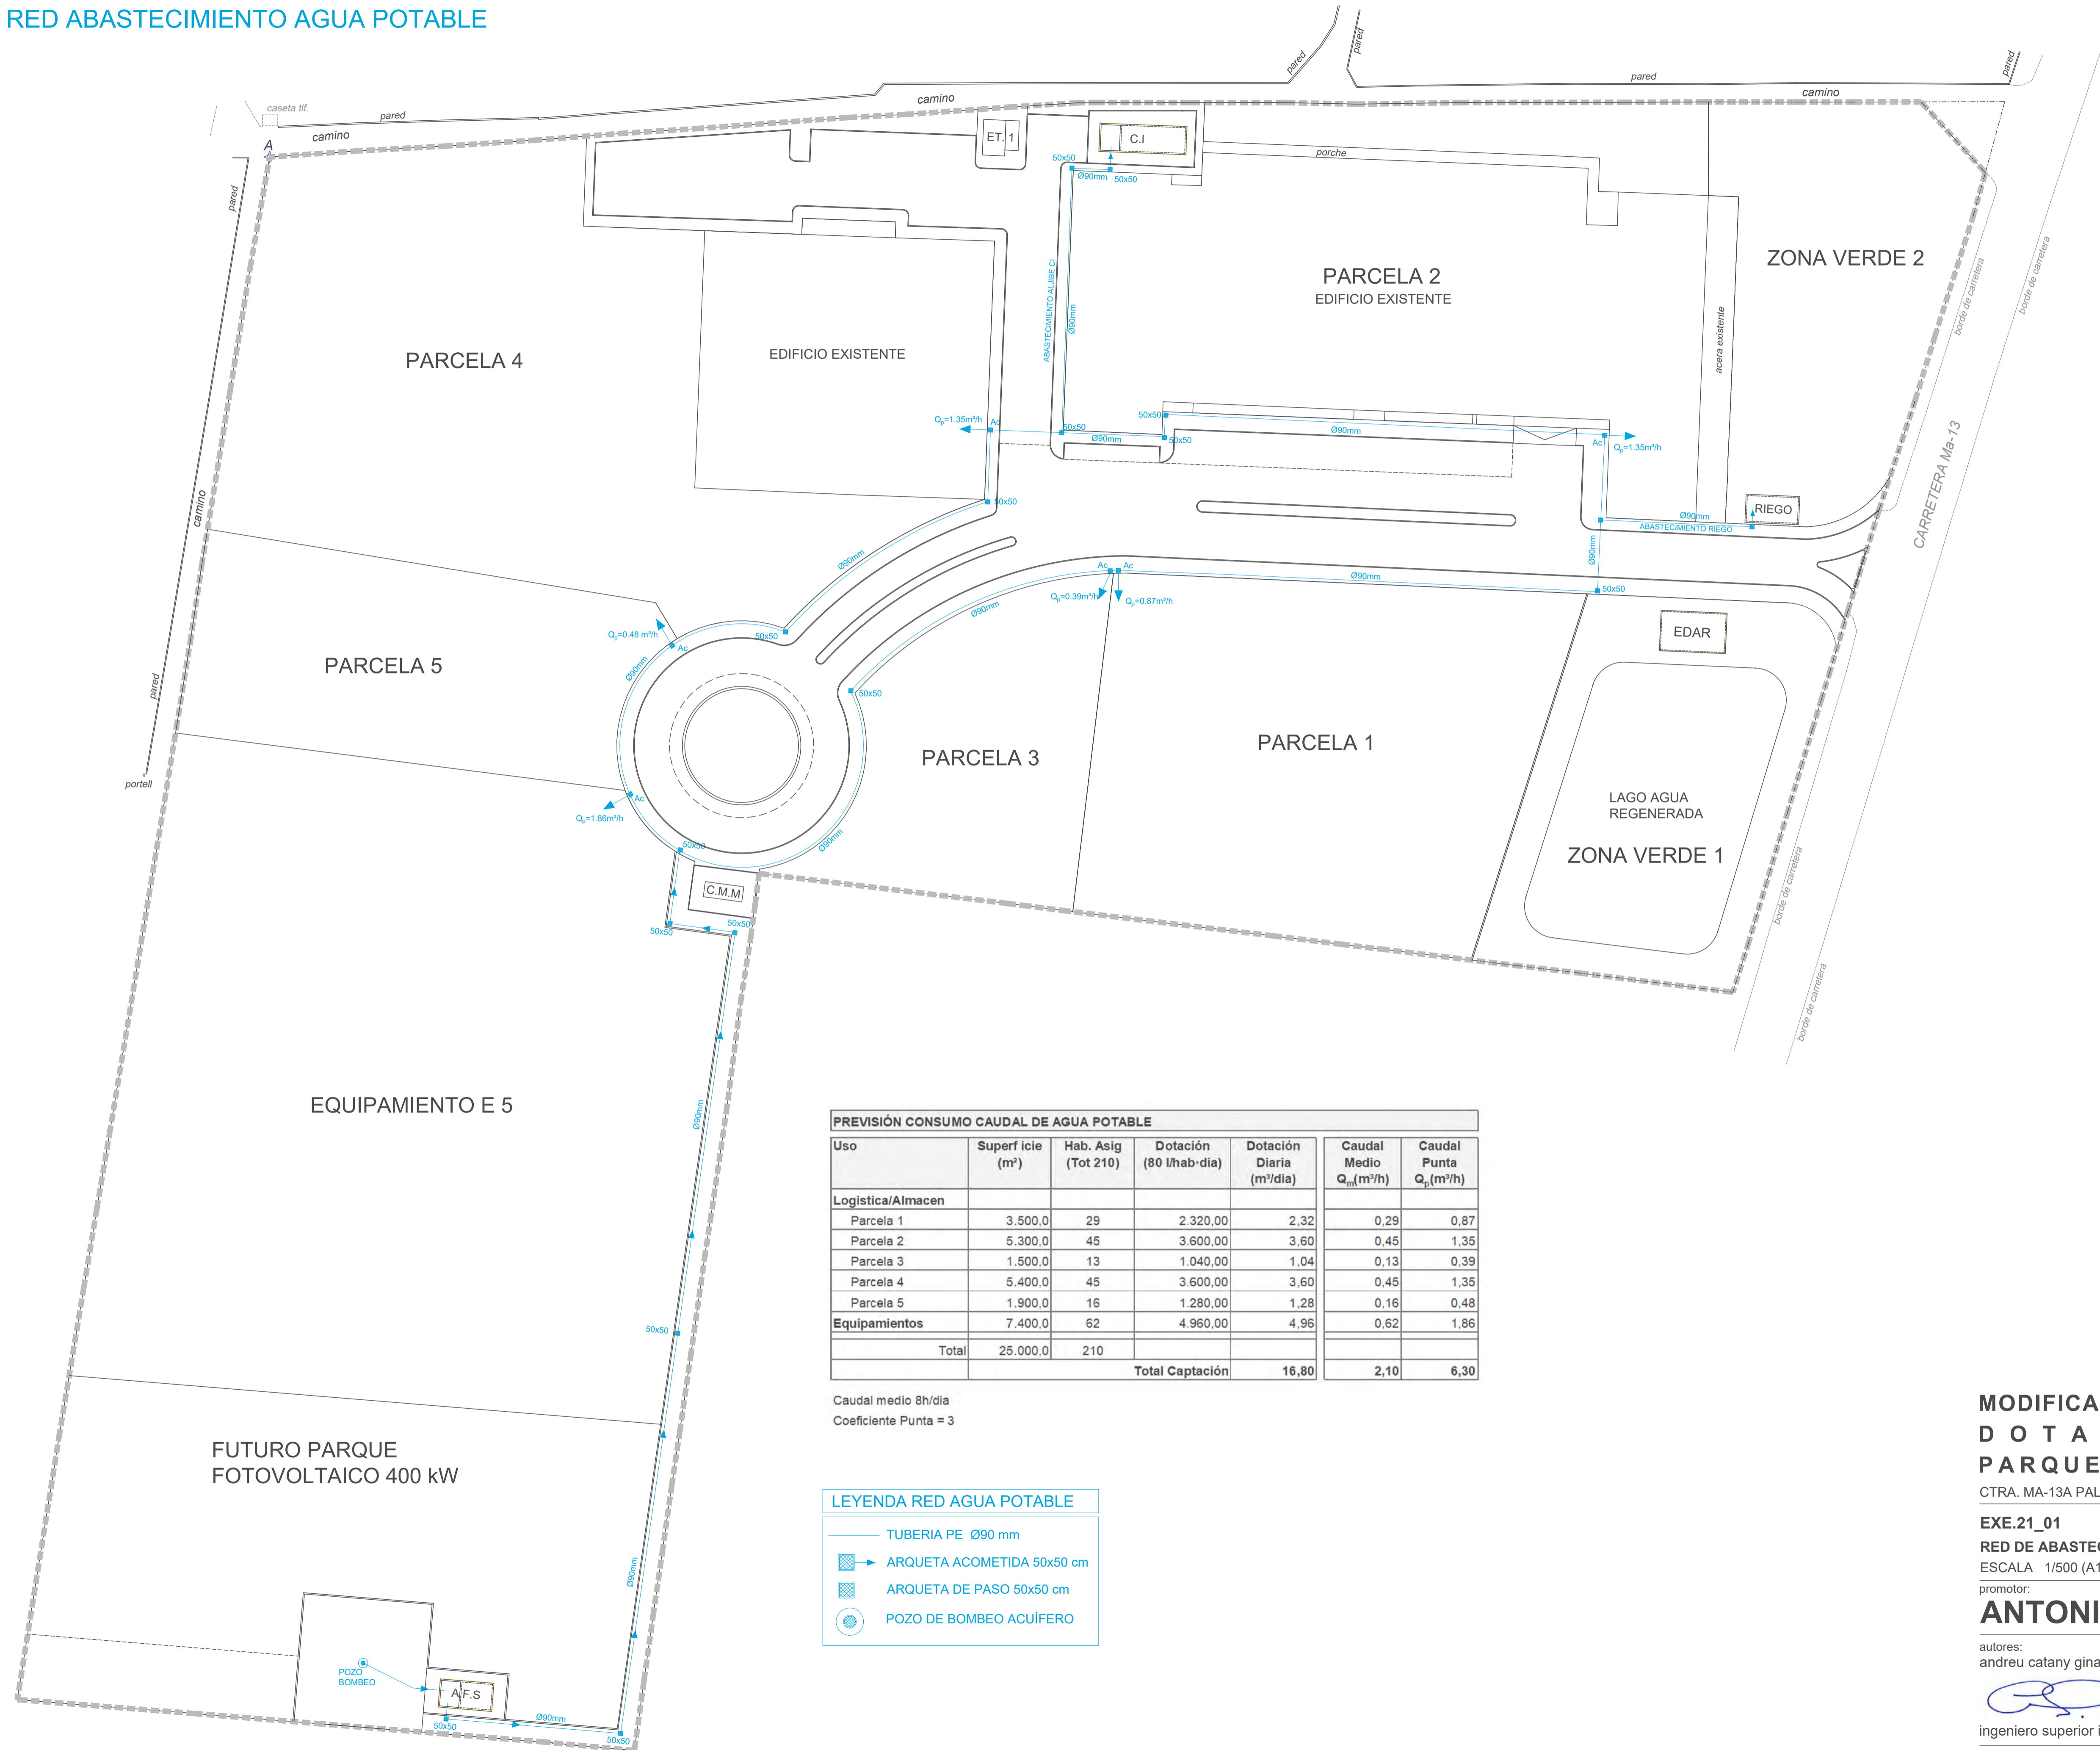 RED ABASTECIMIENTO AGUA POTABLE
caseta tlf.
pared
camino
A
pared
camino
pared
pared
pared
camino
pared
ET. 1
C.I
50x50
Ø90mm
50x50
porche
ABASTECIMIENTO ALJIBE CI
Ø90mm
PARCELA 2
EDIFICIO EXISTENTE
ZONA VERDE 2
acera existente
borde de carretera
borde de carretera
CARRETERA Ma-13
pared
PARCELA 4
EDIFICIO EXISTENTE
Qp=1.35m³/h
Ac
50x50
Ø90mm
50x50
50x50
Ø90mm
Ac
Qp=1.35m³/h
50x50
camino
Ø90mm
ABASTECIMIENTO RIEGO
RIEGO
Ø90mm
50x50
Ø90mm
Ac
Ac
Qp=0.39m³/h
Qp=0.87m³/h
Ø90mm
Ø90mm
EDAR
Qp=0.48 m³/h
Ac
50x50
Ø90mm
50x50
PARCELA 5
pared
portell
PARCELA 3
PARCELA 1
LAGO AGUA
REGENERADA
ZONA VERDE 1
borde de carretera
borde de carretera
Ac
Qp=1.86m³/h
Ø90mm
50x50
C.M.M
50x50
50x50
EQUIPAMIENTO E 5
Ø90mm
50x50
FUTURO PARQUE
FOTOVOLTAICO 400 kW
Ø90mm
POZO
BOMBEO
A.F.S
50x50
Ø90mm
50x50
PREVISIÓN CONSUMO CAUDAL DE AGUA POTABLE
Uso Superf icie (m²) Hab. Asig (Tot 210) Dotación (80 l/hab·dia) Dotación Diaria (m³/dia) Caudal Medio Qm(m³/h) Caudal Punta Qp(m³/h)
Logistica/Almacen
Parcela 1 3.500,0 29 2.320,00 2,32 0,29 0,87
Parcela 2 5.300,0 45 3.600,00 3,60 0,45 1,35
Parcela 3 1.500,0 13 1.040,00 1,04 0,13 0,39
Parcela 4 5.400,0 45 3.600,00 3,60 0,45 1,35
Parcela 5 1.900,0 16 1.280,00 1,28 0,16 0,48
Equipamientos 7.400,0 62 4.960,00 4,96 0,62 1,86
Total 25.000,0 210
Total Captación 16,80 2,10 6,30
Caudal medio 8h/dia
Coeficiente Punta = 3
LEYENDA RED AGUA POTABLE
TUBERIA PE Ø90 mm
ARQUETA ACOMETIDA 50x50 cm
ARQUETA DE PASO 50x50 cm
POZO DE BOMBEO ACUÍFERO
MODIFICA
DOTA
PARQUE
CTRA. MA-13A PAL
EXE.21_01
RED DE ABASTE
ESCALA 1/500 (A1
promotor:
ANTONI
autores:
andreu catany gina
ingeniero superior i